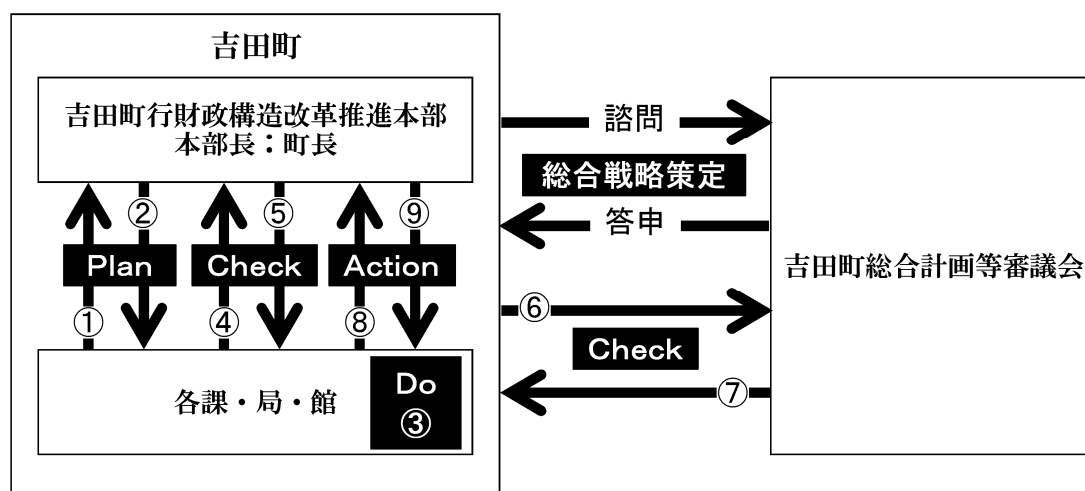 吉田町
吉田町行財政構造改革推進本部
本部長：町長
② ⑤ ⑨
Plan Check Action
① ④ ⑧
各課・局・館
Do
③
諮問
総合戦略策定
答申
⑥
Check
⑦
吉田町総合計画等審議会